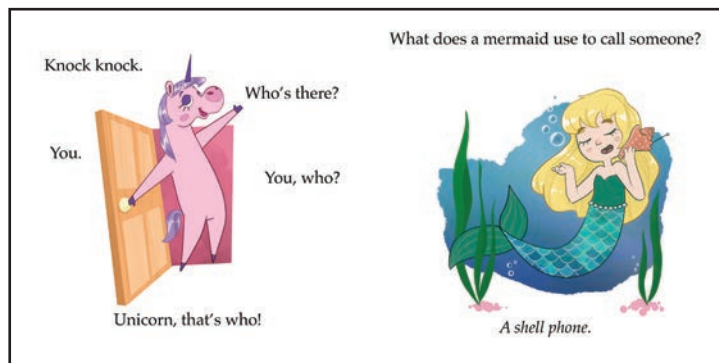 Knock knock.
Who's there?
You.
You, who?
Unicorn, that's who!
What does a mermaid use to call someone?
A shell phone.